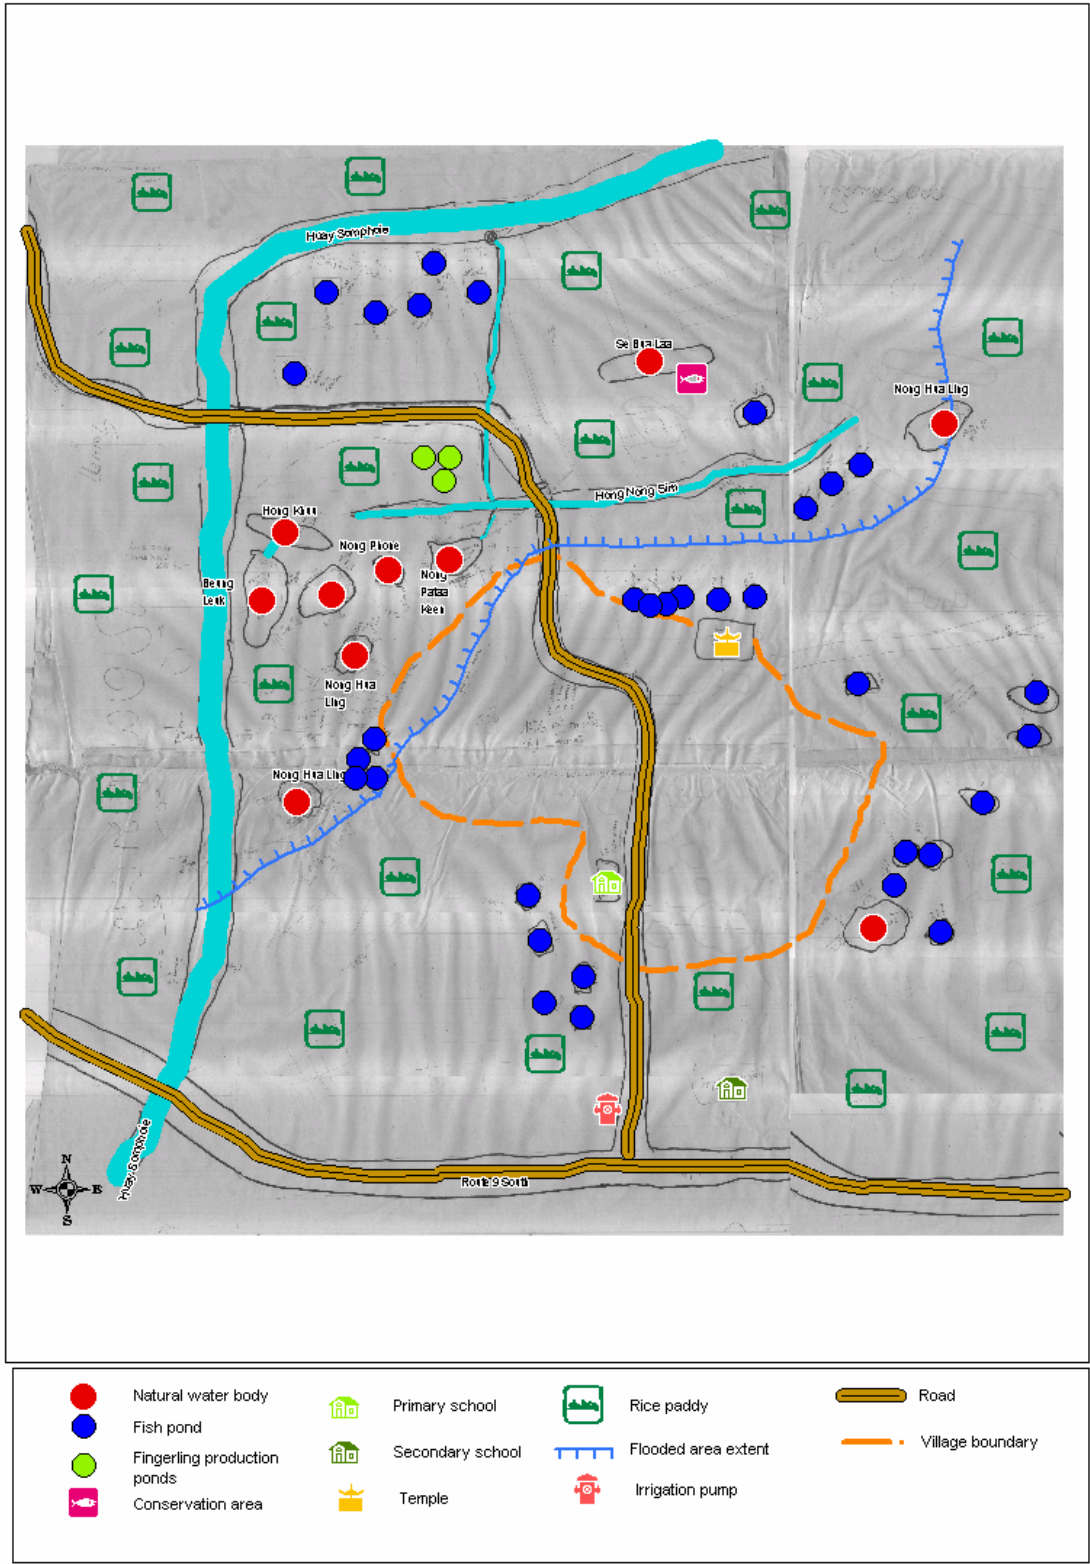 Huay Somphoie
Se Bua Laa
Nong Hua Ling
Hong Nong Sim
Hong Khuu
Nong Phone
Nong
Pataa
Keen
Beung
Leuk
Nong Hua
Ling
Nong Hua Ling
Huay Somphoie
N
W
E
S
Route 9 South
Natural water body
Fish pond
Fingerling production
ponds
Conservation area
Primary school
Secondary school
Temple
Rice paddy
Flooded area extent
Irrigation pump
Road
Village boundary